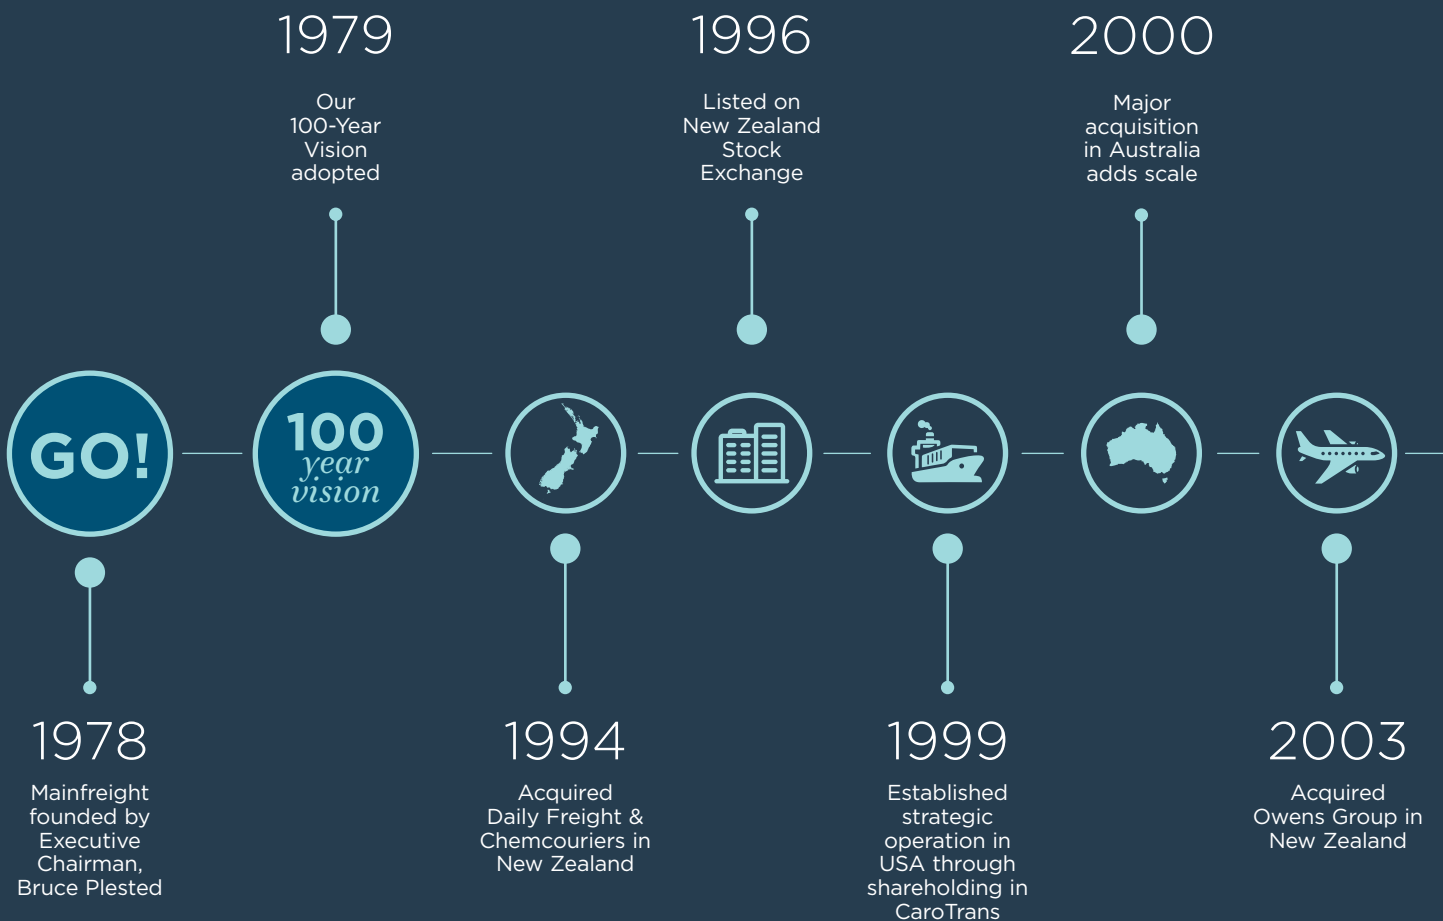 1979
Our
100-Year
Vision
adopted
1996
Listed on
New Zealand
Stock
Exchange
2000
Major
acquisition
in Australia
adds scale
GO!
100
year
vision
1978
Mainfreight
founded by
Executive
Chairman,
Bruce Plested
1994
Acquired
Daily Freight &
Chemcouriers in
New Zealand
1999
Established
strategic
operation in
USA through
shareholding in
CaroTrans
2003
Acquired
Owens Group in
New Zealand